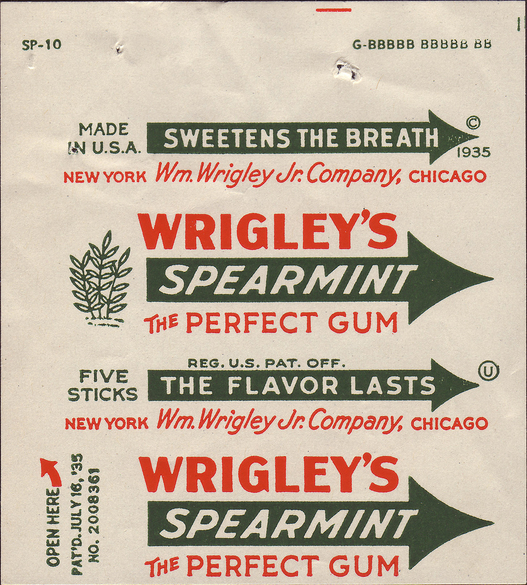 SP-10
G-BBBBB BBBBB BB
MADE
IN U.S.A.
SWEETENS THE BREATH
©
1935
NEW YORK Wm. Wrigley Jr. Company, CHICAGO
WRIGLEY'S
SPEARMINT
THE PERFECT GUM
REG. U.S. PAT. OFF.
FIVE
STICKS
THE FLAVOR LASTS
U
NEW YORK Wm. Wrigley Jr. Company, CHICAGO
OPEN HERE
PAT'D. JULY 16, '35
NO. 2008361
WRIGLEY'S
SPEARMINT
THE PERFECT GUM